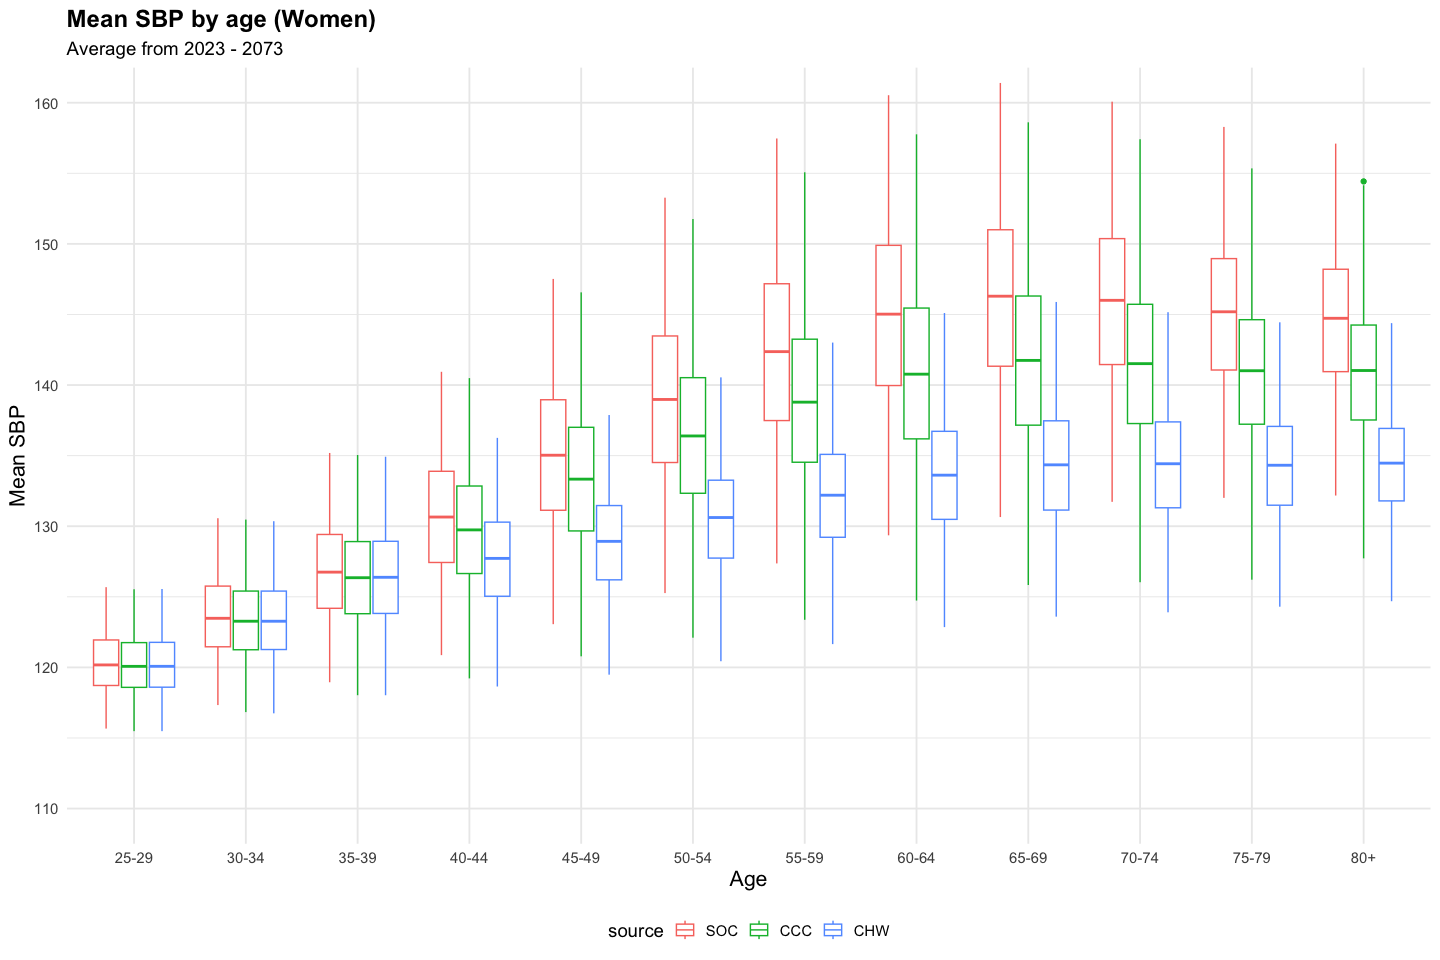 Mean SBP by age (Women)
Average from 2023 - 2073
Mean SBP
160
150
140
130
120
110
25-29 30-34 35-39 40-44 45-49 50-54 55-59 60-64 65-69 70-74 75-79 80+
Age
source SOC CCC CHW